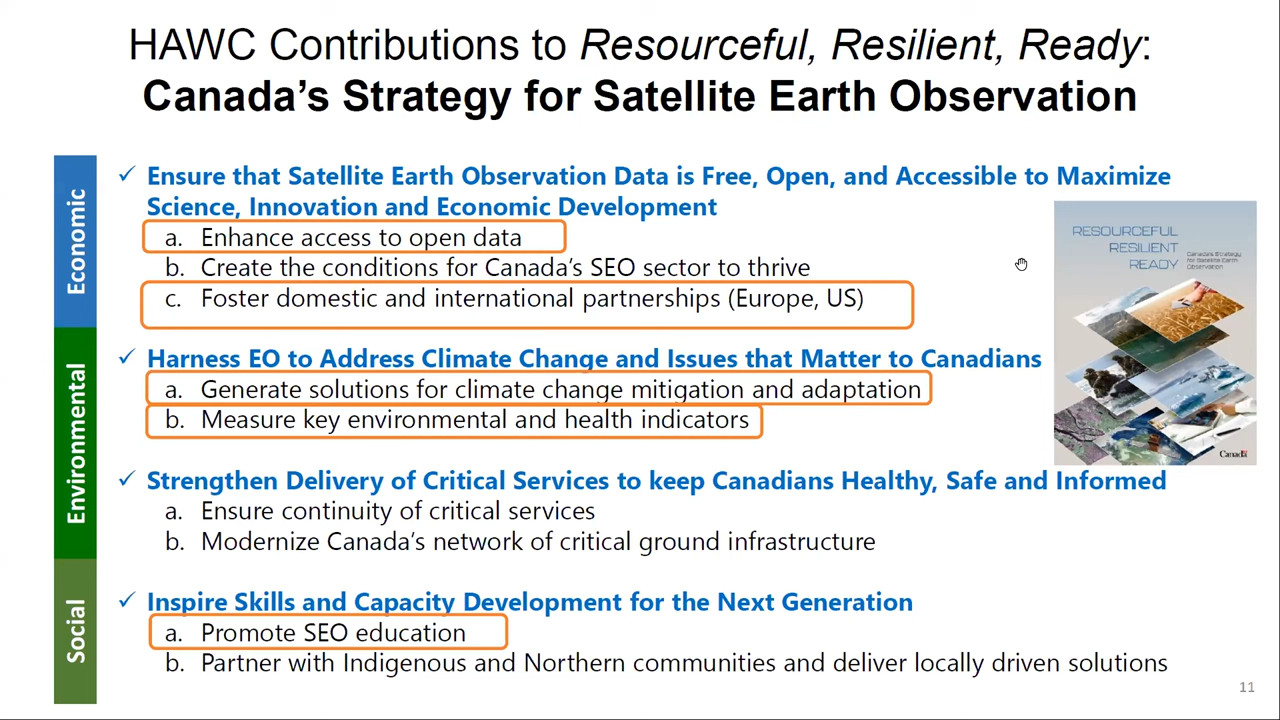 HAWC Contributions to Resourceful, Resilient, Ready:
Canada's Strategy for Satellite Earth Observation
Economic
✓ Ensure that Satellite Earth Observation Data is Free, Open, and Accessible to Maximize
Science, Innovation and Economic Development
a. Enhance access to open data
b. Create the conditions for Canada's SEO sector to thrive
c. Foster domestic and international partnerships (Europe, US)
Environmental
✓ Harness EO to Address Climate Change and Issues that Matter to Canadians
a. Generate solutions for climate change mitigation and adaptation
b. Measure key environmental and health indicators
✓ Strengthen Delivery of Critical Services to keep Canadians Healthy, Safe and Informed
a. Ensure continuity of critical services
b. Modernize Canada's network of critical ground infrastructure
Social
✓ Inspire Skills and Capacity Development for the Next Generation
a. Promote SEO education
b. Partner with Indigenous and Northern communities and deliver locally driven solutions
RESOURCEFUL
RESILIENT
READY
Canada's Strategy
for Satellite Earth
Observation
Canada
11